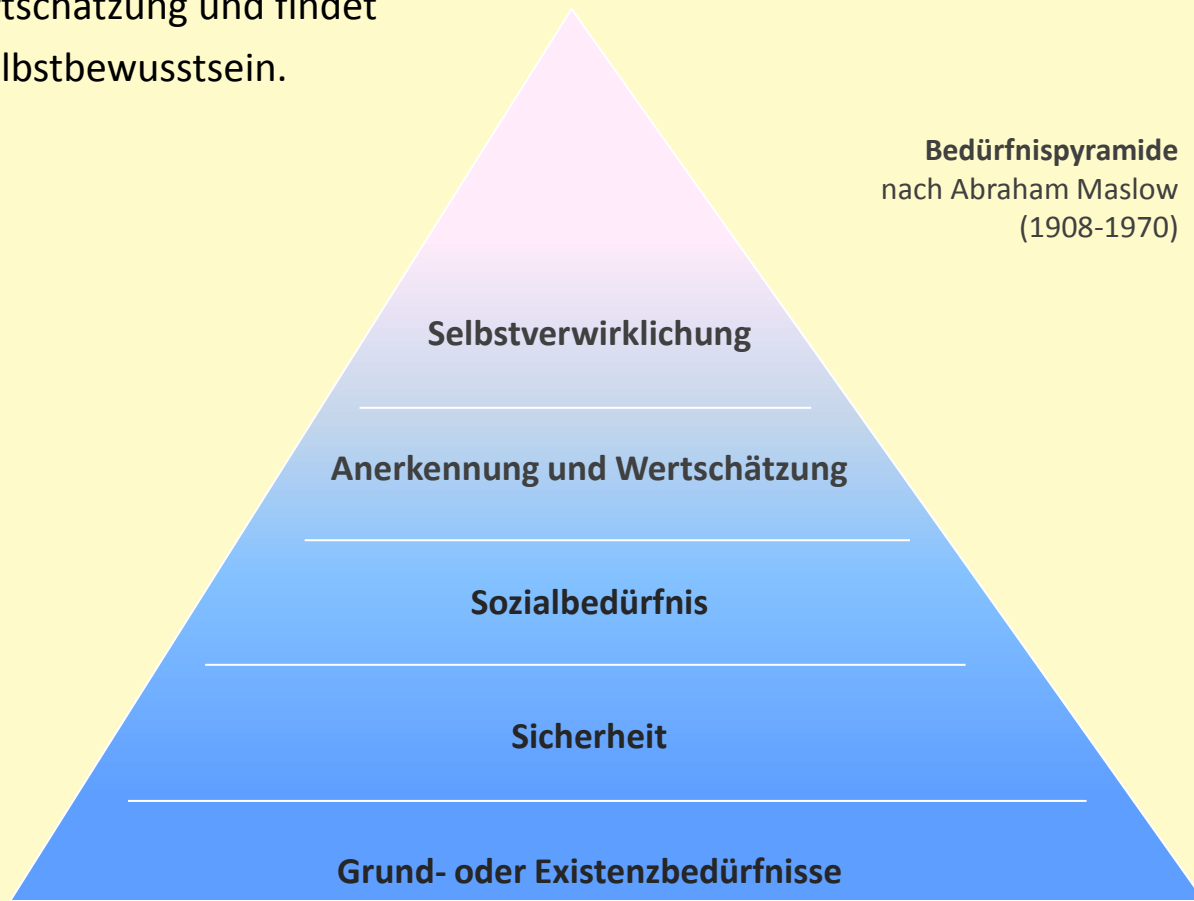 tschätzung und findet
lbstbewusstsein.
Bedürfnispyramide
nach Abraham Maslow
(1908-1970)
Selbstverwirklichung
Anerkennung und Wertschätzung
Sozialbedürfnis
Sicherheit
Grund- oder Existenzbedürfnisse